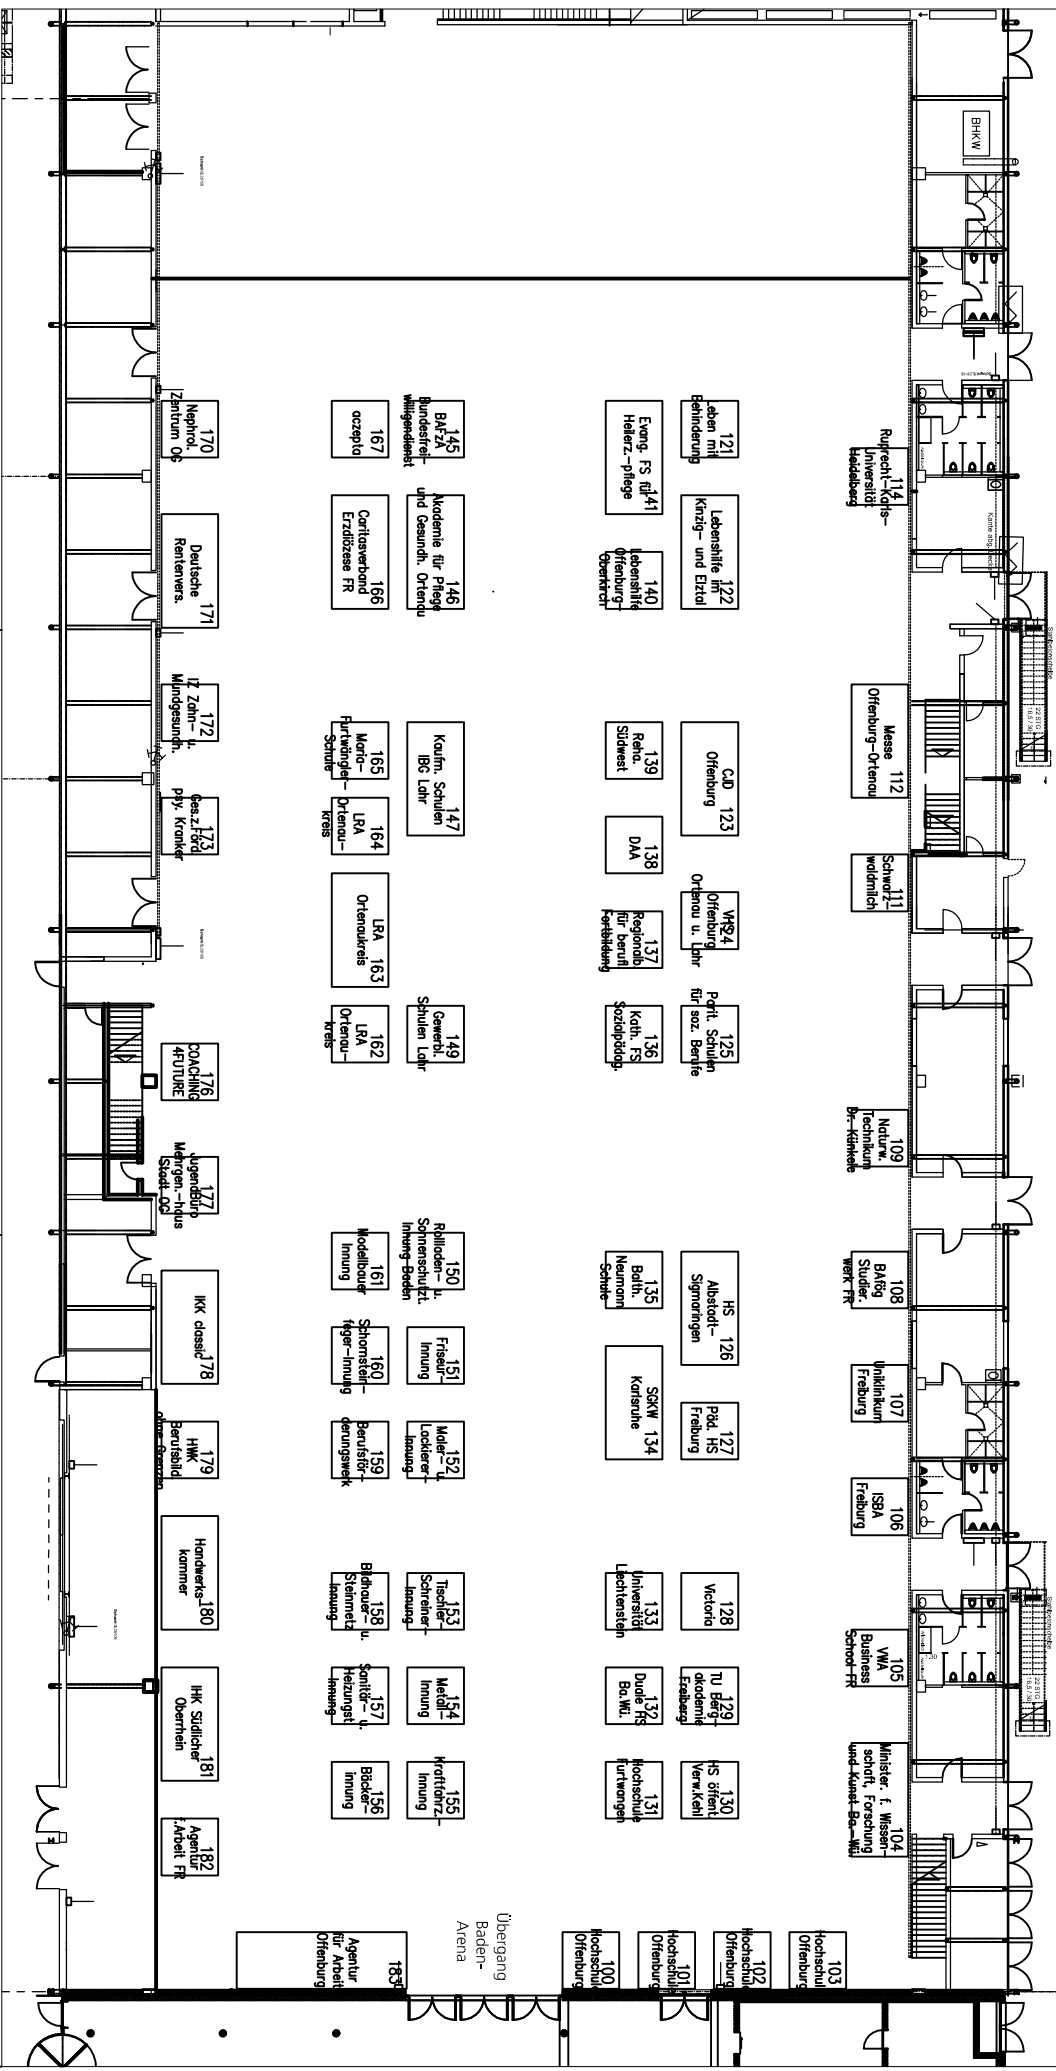 BHKW
121
Leben mit
Behinderung
141
Evang. FS für
Heilerz.-pflege
145
BAFzA
Bundesfrei-
willigendienst
167
aczepta
170
Nephrol.
Zentrum OG
114
Ruprecht-Karls-
Universität
Heidelberg
122
Lebenshilfe im
Kinzig- und Elztal
140
Lebenshilfe
Offenburg-
Oberkirch
146
Akademie für Pflege
und Gesundh. Ortenau
166
Caritasverband
Erzdiözese FR
171
Deutsche
Rentenvers.
112
Messe
Offenburg-Ortenau
123
CJD
Offenburg
139
Reha.
Südwest
147
Kaufm. Schulen
IBG Lahr
165
Maria-
Furtwängler-
Schule
172
IZ Zahn- u.
Mundgesundh.
111
Schwarz-
waldmilch
138
DAA
164
LRA
Ortenau-
kreis
173
Ges.z.Förd.
psy. Kranker
VHS
Offenburg
Ortenau u. Lahr
137
Regionalb.
für berufl.
Fortbildung
163
LRA
Ortenaukreis
125
Parit. Schulen
für soz. Berufe
136
Kath. FS
Sozialpädag.
149
Gewerbl.
Schulen Lahr
162
LRA
Ortenau-
kreis
176
COACHING
4FUTURE
109
Naturw.
Technikum
Dr. Künkele
177
JugendBüro
Mehrgen.-haus
Stadt OG
108
BAfög
Studier.
werk FR
126
HS
Albstadt-
Sigmaringen
135
Balth.
Neumann
Schule
150
Rollladen- u.
Sonnenschutzt.
Innung Baden
161
Modellbauer
Innung
178
IKK classic
107
Uniklinikum
Freiburg
127
Päd. HS
Freiburg
134
SGKW
Karlsruhe
151
Friseur-
Innung
160
Schornstein-
feger-Innung
152
Maler- u.
Lackierer-
Innung
159
Berufsför-
derungswerk
179
HWK
Berufsbild.
ohne Grenzen
106
ISBA
Freiburg
128
Victoria
133
Universität
Liechtenstein
153
Tischler-
Schreiner-
Innung
158
Bildhauer- u.
Steinmetz
Innung
180
Handwerks-
kammer
105
VWA
Business
School FR
129
TU Berg-
akademie
Freiberg
132
Duale HS
Ba.Wü.
154
Metall-
Innung
157
Sanitär- u.
Heizungst.
Innung
181
IHK Südlicher
Oberrhein
104
Minister. f. Wissen-
schaft, Forschung
und Kunst Ba.-Wü.
130
HS öffentl.
Verw.Kehl
131
Hochschule
Furtwangen
155
Kraftfahrz.-
Innung
156
Bäcker-
innung
182
Agentur
f.Arbeit FR
103
Hochschul
Offenburg
102
Hochschule
Offenburg
101
Hochschule
Offenburg
100
Hochschule
Offenburg
Übergang
Baden-
Arena
183
Agentur
für Arbeit
Offenburg